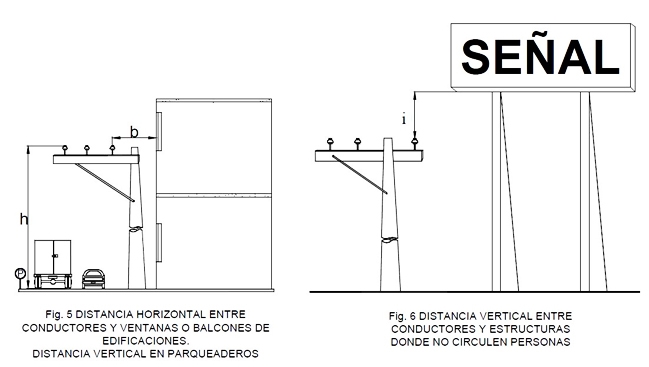 SEÑAL
b
i
h
P
Fig. 5 DISTANCIA HORIZONTAL ENTRE
CONDUCTORES Y VENTANAS O BALCONES DE
EDIFICACIONES.
DISTANCIA VERTICAL EN PARQUEADEROS
Fig. 6 DISTANCIA VERTICAL ENTRE
CONDUCTORES Y ESTRUCTURAS
DONDE NO CIRCULEN PERSONAS